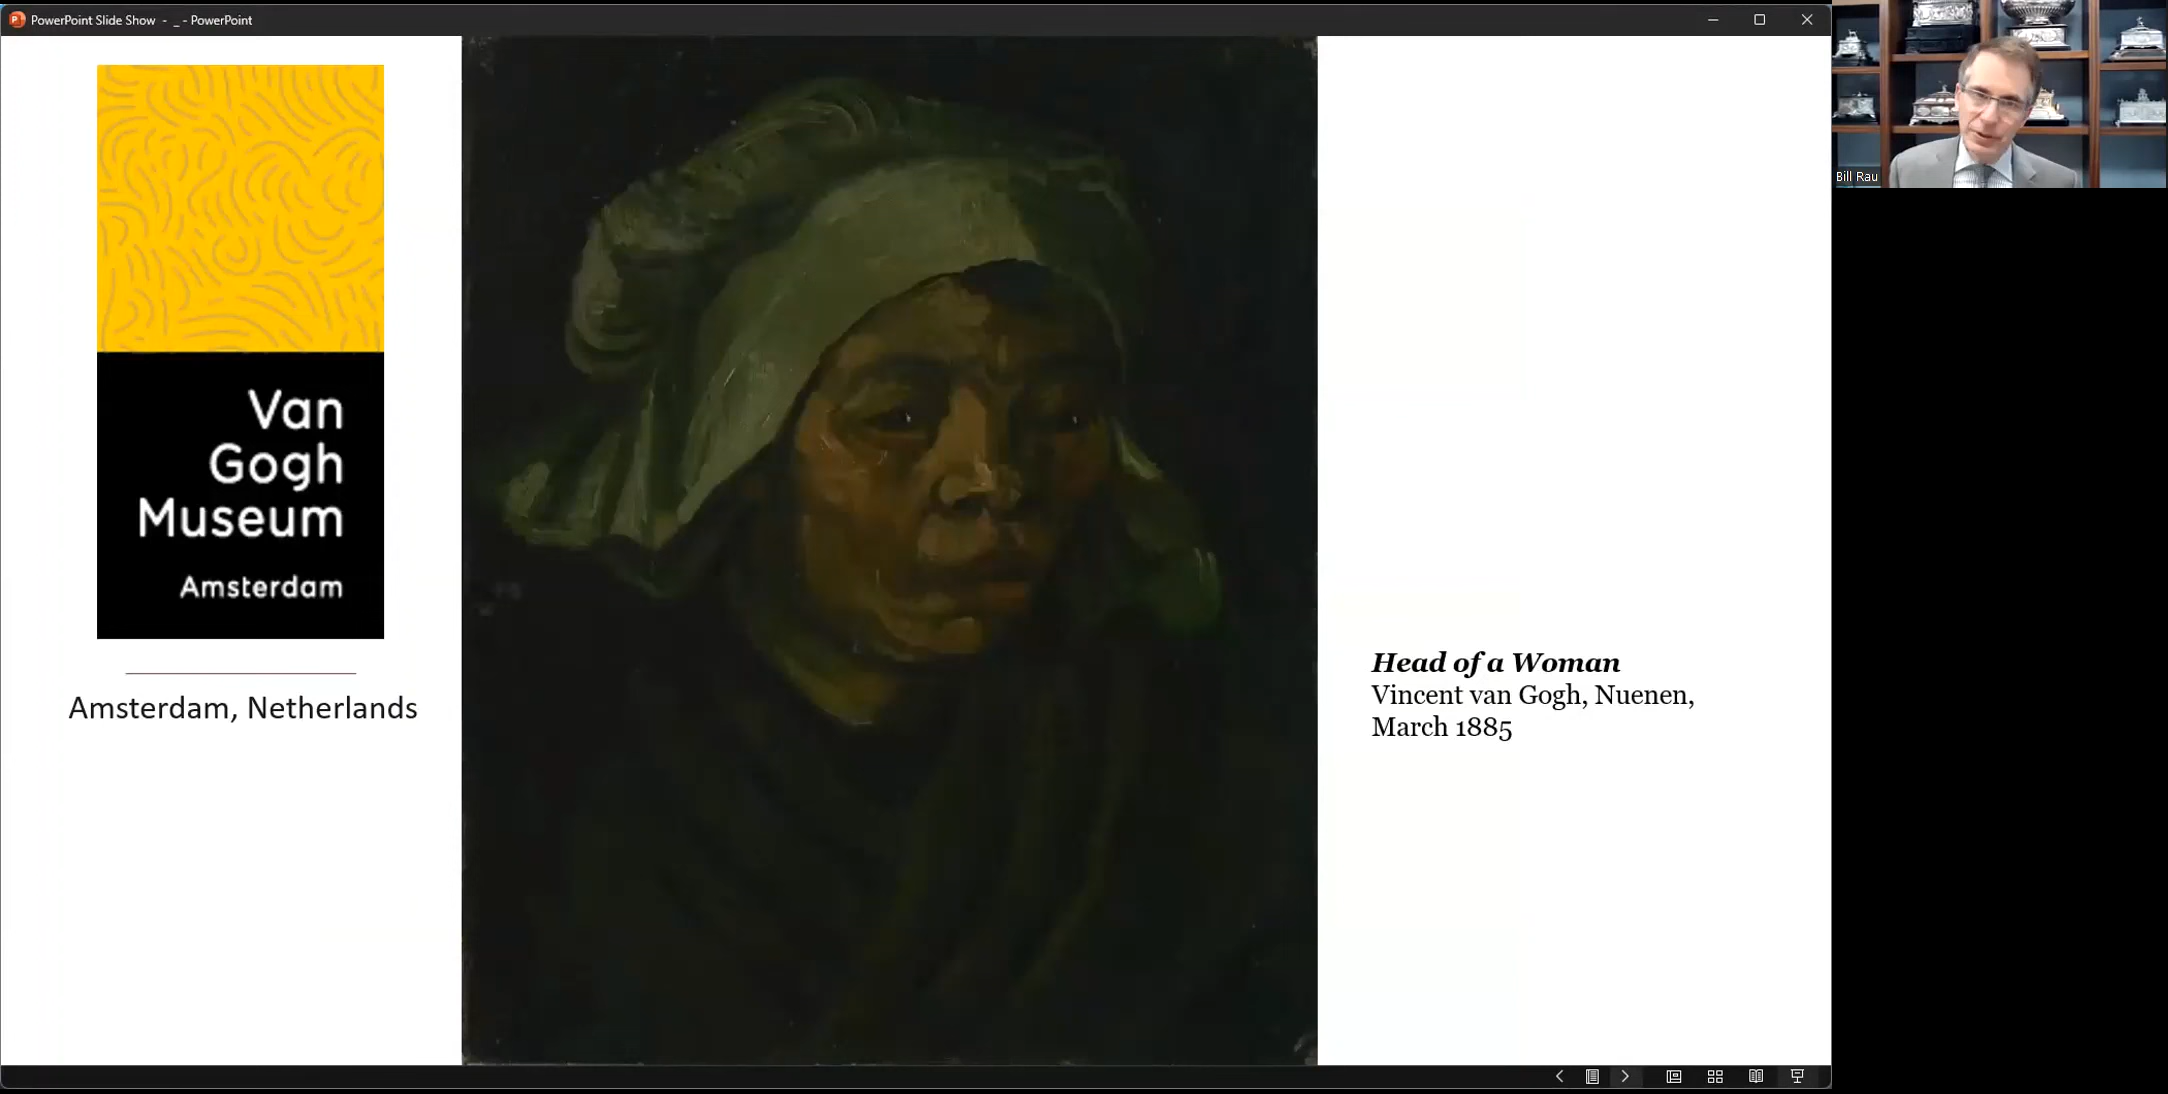 PowerPoint Slide Show - _ - PowerPoint
Van
Gogh
Museum
Amsterdam
Amsterdam, Netherlands
Head of a Woman
Vincent van Gogh, Nuenen,
March 1885
Bill Rau